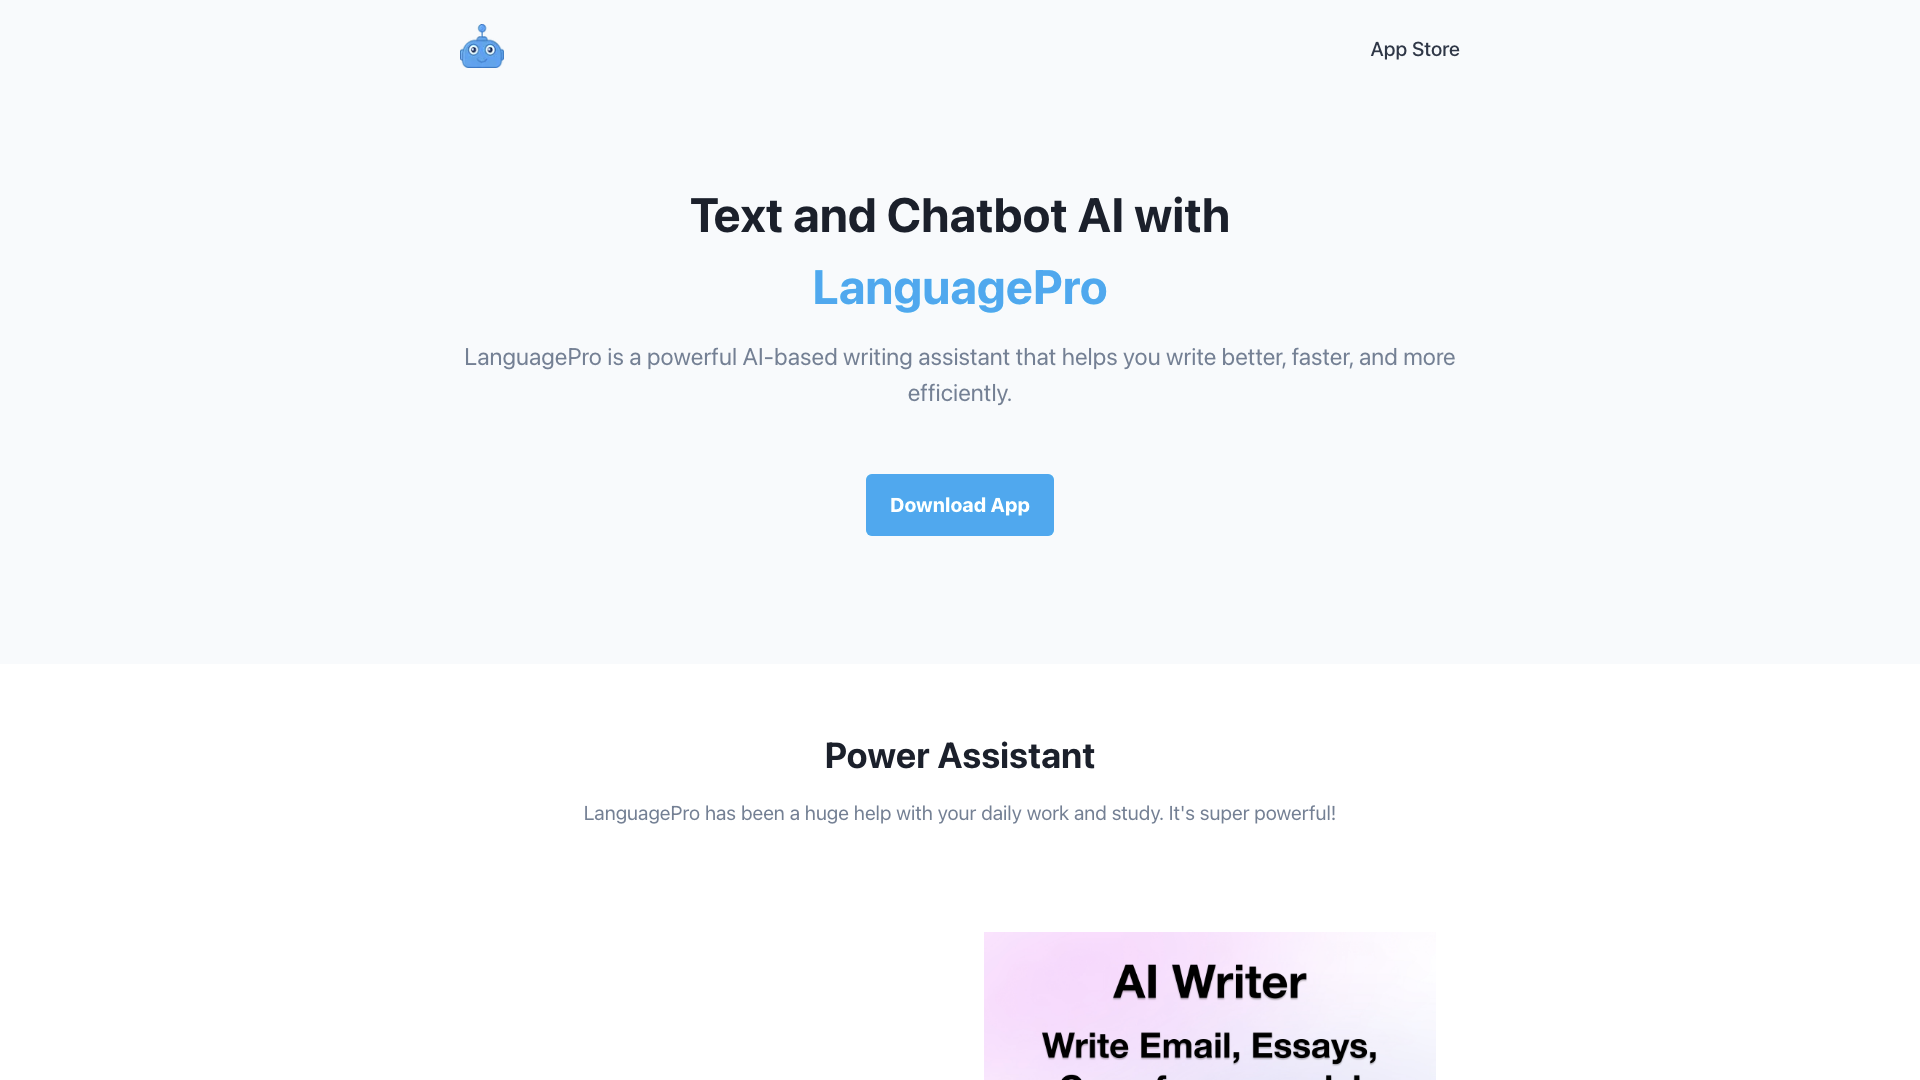 App Store
Text and Chatbot AI with
LanguagePro
LanguagePro is a powerful AI-based writing assistant that helps you write better, faster, and more
efficiently.
Download App
Power Assistant
LanguagePro has been a huge help with your daily work and study. It's super powerful!
AI Writer
Write Email, Essays,